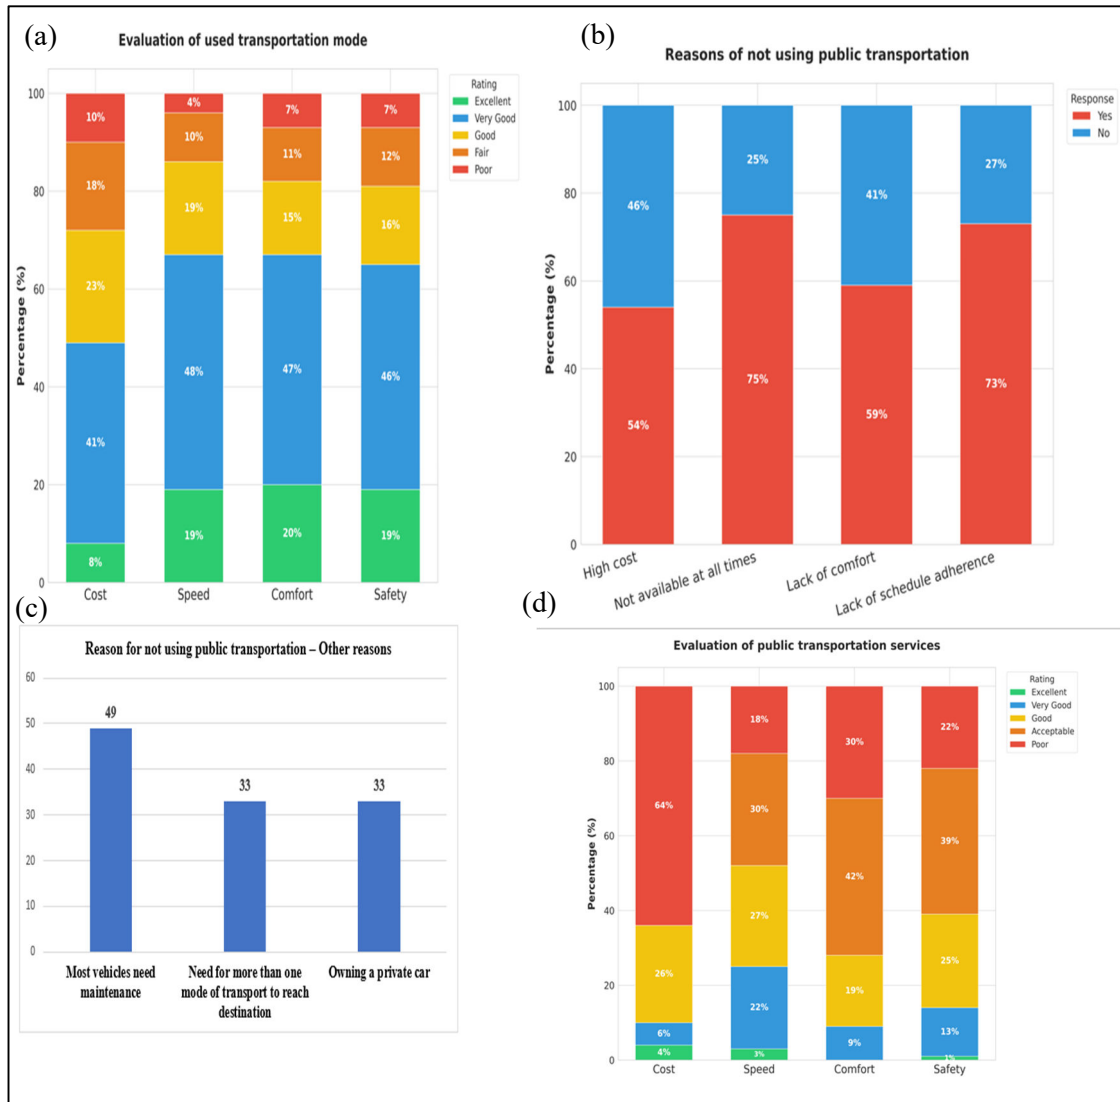 (a)
Evaluation of used transportation mode
Rating
Excellent
Very Good
Good
Fair
Poor
Percentage (%)
100
80
60
40
20
0
10%
18%
23%
41%
8%
4%
10%
19%
48%
19%
7%
11%
15%
47%
20%
7%
12%
16%
46%
19%
Cost
Speed
Comfort
Safety
(b)
Reasons of not using public transportation
Response
Yes
No
Percentage (%)
100
80
60
40
20
0
46%
54%
25%
75%
41%
59%
27%
73%
High cost
Not available at all times
Lack of comfort
Lack of schedule adherence
(c)
Reason for not using public transportation – Other reasons
60
50
40
30
20
10
0
49
33
33
Most vehicles need
maintenance
Need for more than one
mode of transport to reach
destination
Owning a private car
(d)
Evaluation of public transportation services
Rating
Excellent
Very Good
Good
Acceptable
Poor
Percentage (%)
100
80
60
40
20
0
64%
26%
6%
4%
18%
30%
27%
22%
3%
30%
42%
19%
9%
22%
39%
25%
13%
1%
Cost
Speed
Comfort
Safety